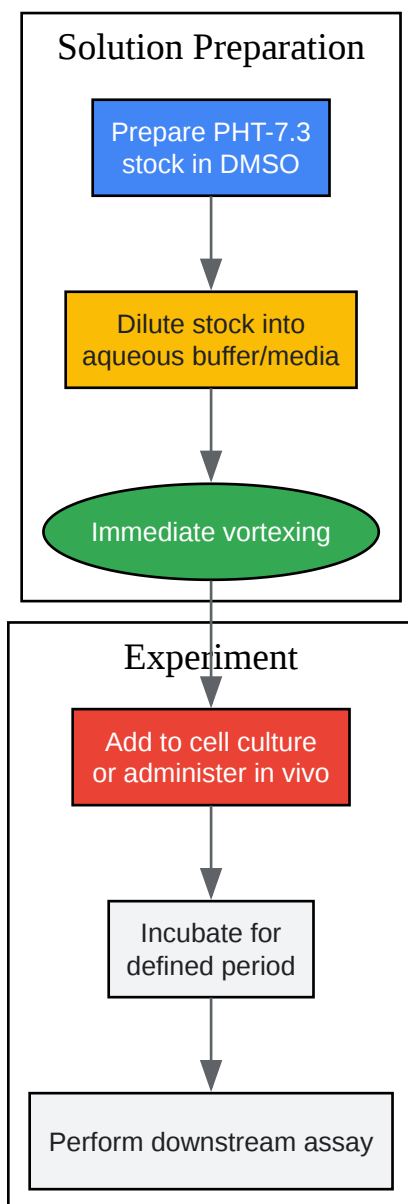 Solution Preparation
Prepare PHT-7.3
stock in DMSO
Dilute stock into
aqueous buffer/media
Immediate vortexing
Experiment
Add to cell culture
or administer in vivo
Incubate for
defined period
Perform downstream assay